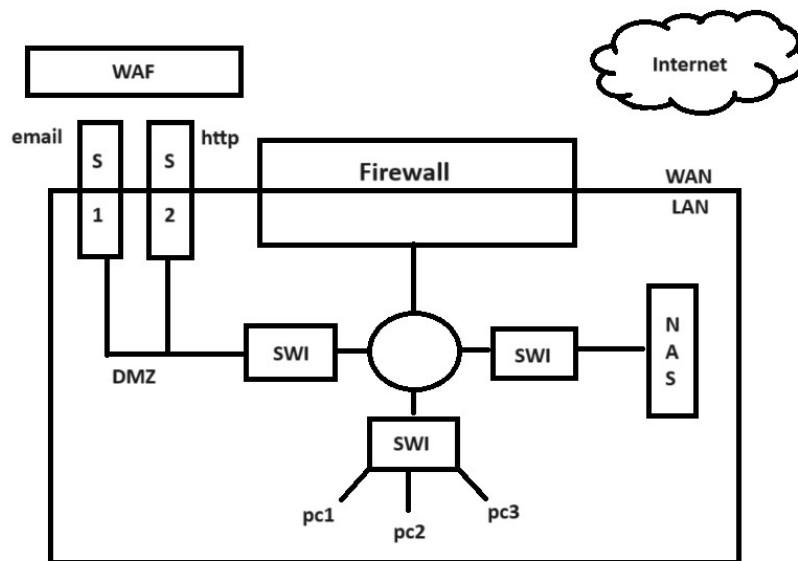 Internet
WAF
email
S
1
S
2
http
Firewall
WAN
LAN
SWI
DMZ
SWI
N
A
S
SWI
pc1
pc2
pc3